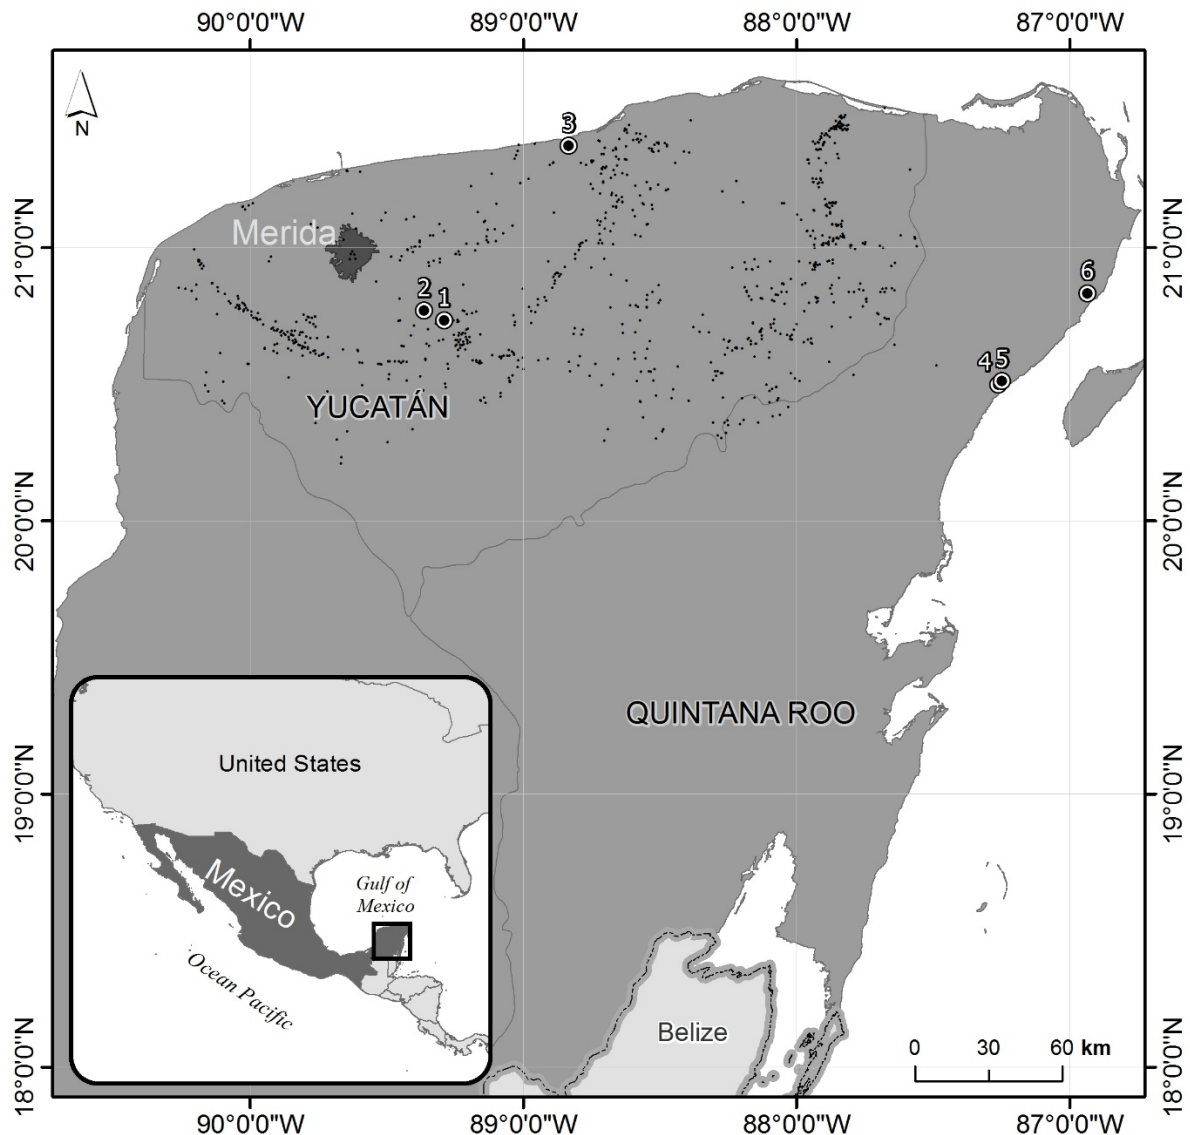 90°0'0"W 89°0'0"W 88°0'0"W 87°0'0"W
N
3
Merida
21°0'0"N
21°0'0"N
6
2 1
4 5
YUCATÁN
20°0'0"N
20°0'0"N
QUINTANA ROO
United States
19°0'0"N
19°0'0"N
Mexico
Gulf of
Mexico
Ocean Pacific
Belize
0 30 60 km
18°0'0"N
18°0'0"N
90°0'0"W 89°0'0"W 88°0'0"W 87°0'0"W